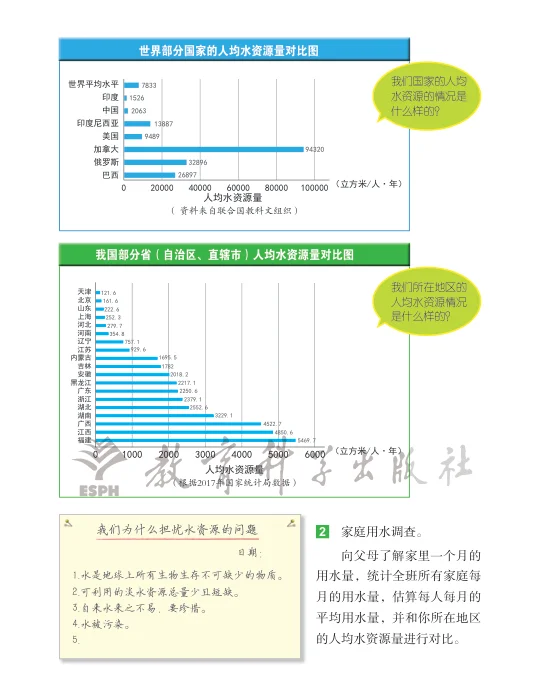 世界部分国家的人均水资源量对比图
世界平均水平 7833
印度 1526
中国 2063
印度尼西亚 13887
美国 9489
加拿大 94320
俄罗斯 32896
巴西 26897
0 20000 40000 60000 80000 100000 （立方米/人·年）
人均水资源量
（ 资料来自联合国教科文组织）
我们国家的人均
水资源的情况是
什么样的？
我国部分省（自治区、直辖市）人均水资源量对比图
天津 121.6
北京 161.6
山东 222.6
上海 252.3
河北 279.7
河南 354.8
辽宁 757.1
江苏 929.6
内蒙古 1695.5
吉林 1782
安徽 2018.2
黑龙江 2217.1
广东 2250.6
浙江 2379.1
湖北 2552.6
湖南 3229.1
广西 4522.7
江西 4850.6
福建 5469.7
0 1000 2000 3000 4000 5000 6000 （立方米/人·年）
人均水资源量
（根据2017年国家统计局数据）
我们所在地区的
人均水资源情况
是什么样的？
ESPH 教育科学出版社
我们为什么担忧水资源的问题
日期：
1.水是地球上所有生物生存不可缺少的物质。
2.可利用的淡水资源总量少且短缺。
3.自来水来之不易，要珍惜。
4.水被污染。
5.
2 家庭用水调查。
向父母了解家里一个月的
用水量，统计全班所有家庭每
月的用水量，估算每人每月的
平均用水量，并和你所在地区
的人均水资源量进行对比。